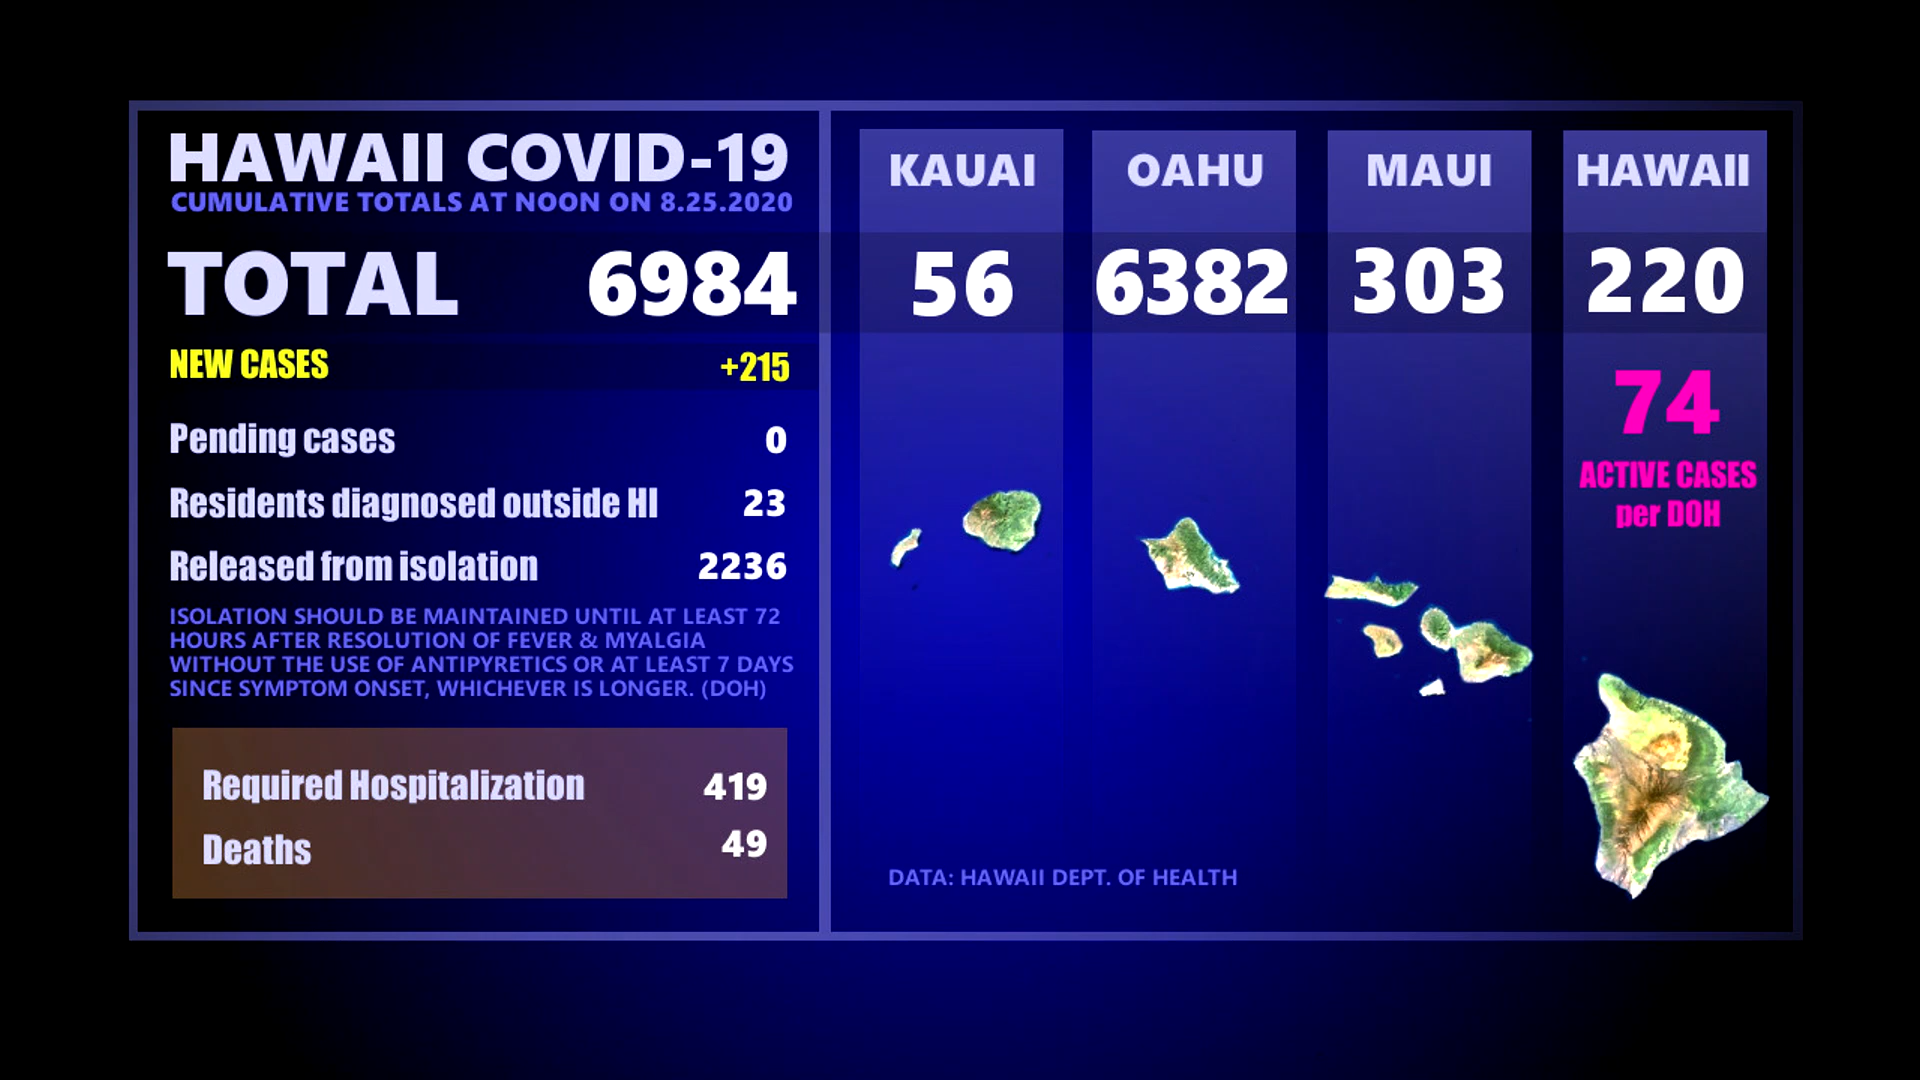 HAWAII COVID-19
CUMULATIVE TOTALS AT NOON ON 8.25.2020
TOTAL 6984
NEW CASES +215
Pending cases 0
Residents diagnosed outside HI 23
Released from isolation 2236
ISOLATION SHOULD BE MAINTAINED UNTIL AT LEAST 72
HOURS AFTER RESOLUTION OF FEVER & MYALGIA
WITHOUT THE USE OF ANTIPYRETICS OR AT LEAST 7 DAYS
SINCE SYMPTOM ONSET, WHICHEVER IS LONGER. (DOH)
Required Hospitalization 419
Deaths 49
KAUAI OAHU MAUI HAWAII
56 6382 303 220
74
ACTIVE CASES
per DOH
DATA: HAWAII DEPT. OF HEALTH